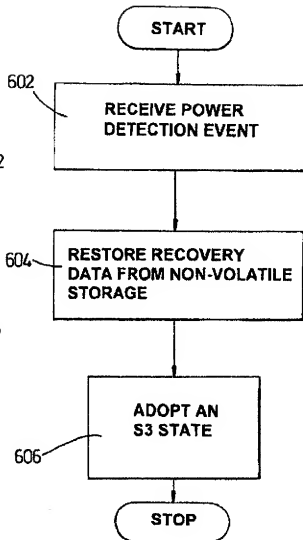 START
602
RECEIVE POWER
DETECTION EVENT
2
604
RESTORE RECOVERY
DATA FROM NON-VOLATILE
STORAGE
ADOPT AN
S3 STATE
606
STOP